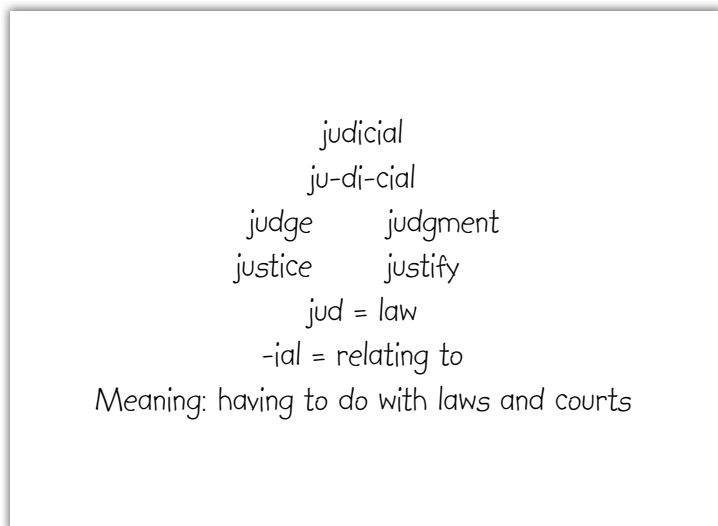 judicial
ju-di-cial
judge judgment
justice justify
jud = law
-ial = relating to
Meaning: having to do with laws and courts